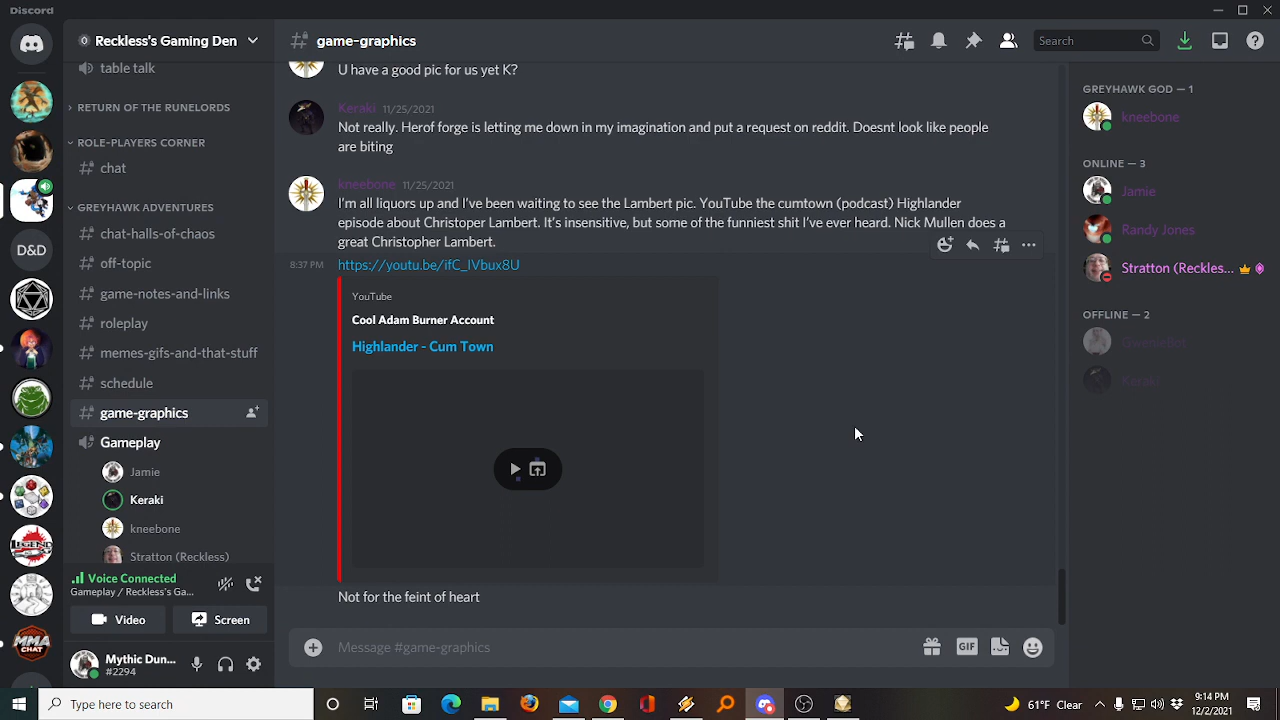 Discord
Reckless's Gaming Den
game-graphics
Search
table talk
RETURN OF THE RUNELORDS
ROLE-PLAYERS CORNER
chat
GREYHAWK ADVENTURES
chat-halls-of-chaos
off-topic
game-notes-and-links
roleplay
memes-gifs-and-that-stuff
schedule
game-graphics
Gameplay
Jamie
Keraki
kneebone
Stratton (Reckless)
Voice Connected
Gameplay / Reckless's Ga...
Video
Screen
Mythic Dun...
#2294
D&D
LEGEND
MMA
CHAT
U have a good pic for us yet K?
Keraki 11/25/2021
Not really. Herof forge is letting me down in my imagination and put a request on reddit. Doesnt look like people
are biting
kneebone 11/25/2021
I'm all liquors up and I've been waiting to see the Lambert pic. YouTube the cumtown (podcast) Highlander
episode about Christopher Lambert. It's insensitive, but some of the funniest shit I've ever heard. Nick Mullen does a
great Christopher Lambert.
8:37 PM https://youtu.be/ifC_IVbux8U
YouTube
Cool Adam Burner Account
Highlander - Cum Town
Not for the feint of heart
Message #game-graphics
GIF
GREYHAWK GOD — 1
kneebone
ONLINE — 3
Jamie
Randy Jones
Stratton (Reckles...
OFFLINE — 2
GwenieBot
Keraki
Type here to search
61°F Clear
9:14 PM
12/2/2021